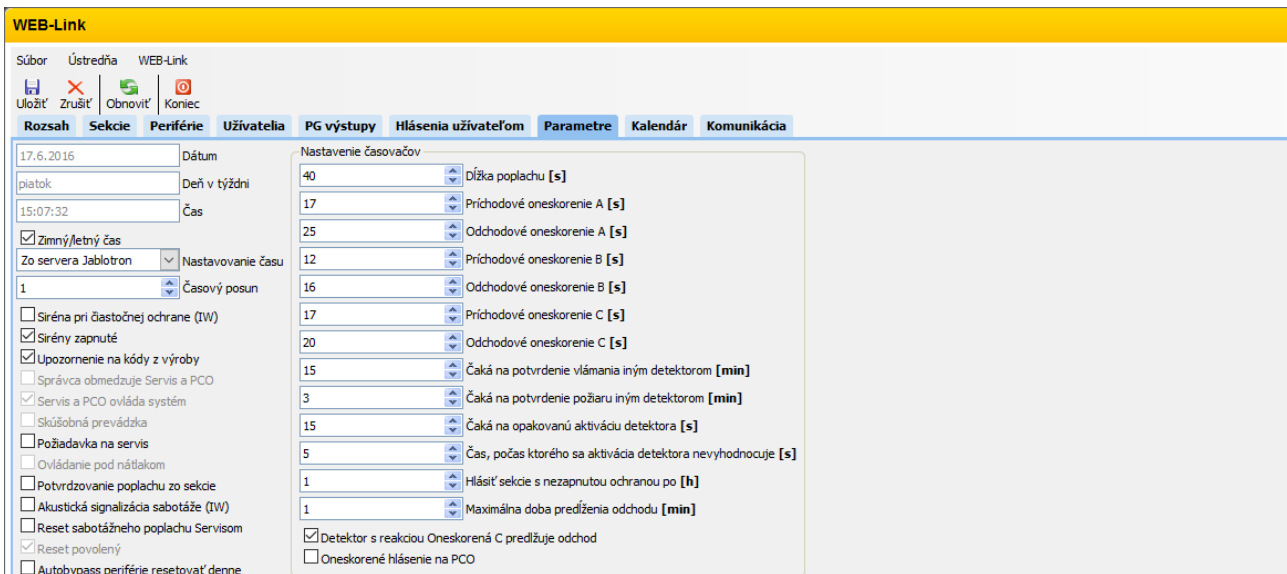 WEB-Link
Súbor Ústredňa WEB-Link
Uložiť Zrušiť Obnoviť Koniec
Rozsah Sekcie Periférie Užívatelia PG výstupy Hlásenia užívateľom Parametre Kalendár Komunikácia
17.6.2016 Dátum
piatok Deň v týždni
15:07:32 Čas
Zimný/letný čas
Zo servera Jablotron Nastavovanie času
1 Časový posun
Siréna pri čiastočnej ochrane (IW)
Sirény zapnuté
Upozornenie na kódy z výroby
Správca obmedzuje Servis a PCO
Servis a PCO ovláda systém
Skúšobná prevádzka
Požiadavka na servis
Ovládanie pod nátlakom
Potvrdzovanie poplachu zo sekcie
Akustická signalizácia sabotáže (IW)
Reset sabotážneho poplachu Servisom
Reset povolený
Autobypass periférie resetovať denne
Nastavenie časovačov
40 Dĺžka poplachu [s]
17 Príchodové oneskorenie A [s]
25 Odchodové oneskorenie A [s]
12 Príchodové oneskorenie B [s]
16 Odchodové oneskorenie B [s]
17 Príchodové oneskorenie C [s]
20 Odchodové oneskorenie C [s]
15 Čaká na potvrdenie vlámania iným detektorom [min]
3 Čaká na potvrdenie požiaru iným detektorom [min]
15 Čaká na opakovanú aktiváciu detektora [s]
5 Čas, počas ktorého sa aktivácia detektora nevyhodnocuje [s]
1 Hlásiť sekcie s nezapnutou ochranou po [h]
1 Maximálna doba predĺženia odchodu [min]
Detektor s reakciou Oneskorená C predlžuje odchod
Oneskorené hlásenie na PCO